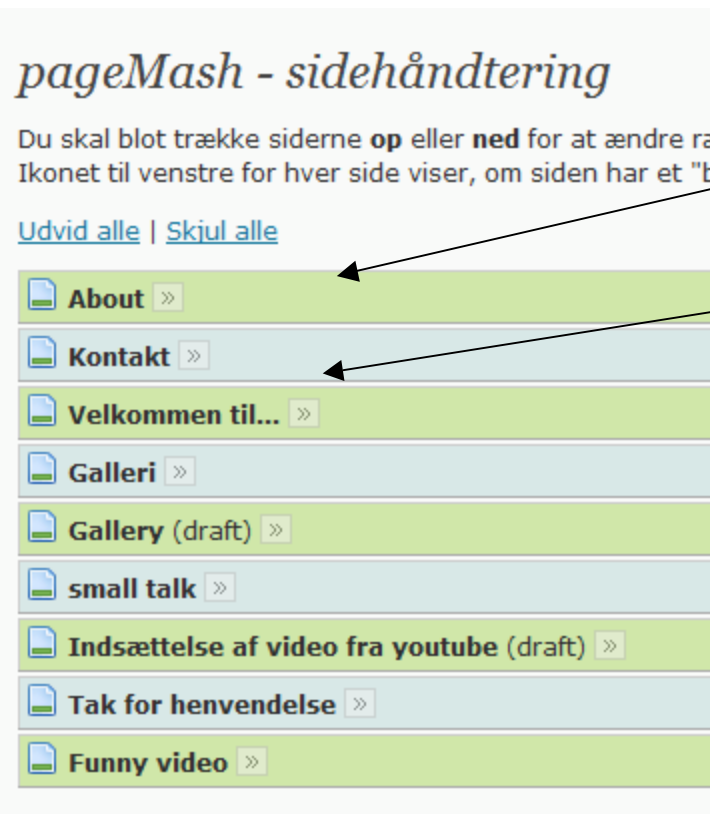 pageMash - sidehåndtering
Du skal blot trække siderne op eller ned for at ændre
Ikonet til venstre for hver side viser, om siden har et
Udvid alle | Skjul alle
About »
Kontakt »
Velkommen til... »
Galleri »
Gallery (draft) »
small talk »
Indsættelse af video fra youtube (draft) »
Tak for henvendelse »
Funny video »